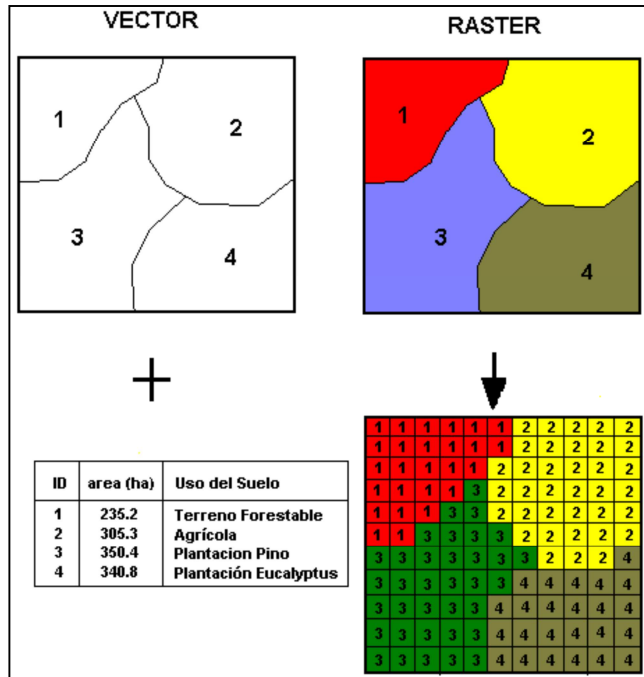 VECTOR
RASTER
1
2
3
4
1
2
3
4
ID area (ha) Uso del Suelo
1 235.2 Terreno Forestable
2 305.3 Agrícola
3 350.4 Plantacion Pino
4 340.8 Plantación Eucalyptus
1 1 1 1 1 1 2 2 2 2 2
1 1 1 1 1 1 2 2 2 2 2
1 1 1 1 1 2 2 2 2 2 2
1 1 1 1 3 2 2 2 2 2 2
1 1 1 3 3 2 2 2 2 2 2
1 1 3 3 3 3 2 2 2 2 2
3 3 3 3 3 3 3 2 2 2 4
3 3 3 3 3 3 4 4 4 4 4
3 3 3 3 3 4 4 4 4 4 4
3 3 3 3 3 4 4 4 4 4 4
3 3 3 3 3 4 4 4 4 4 4